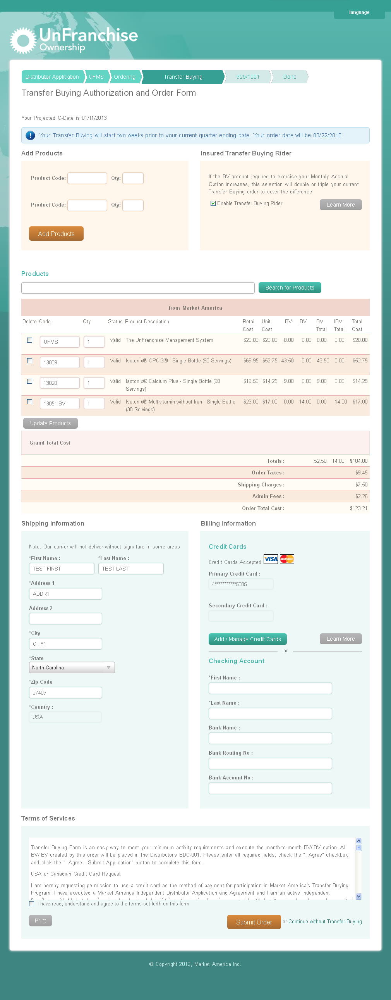 language
UnFranchise
Ownership
Distributor Application UFMS Ordering Transfer Buying 925/1001 Done
Transfer Buying Authorization and Order Form
Your Projected Q-Date is 01/11/2013
! Your Transfer Buying will start two weeks prior to your current quarter ending date. Your order date will be 03/22/2013
Add Products
Product Code: Qty:
Product Code: Qty:
Add Products
Insured Transfer Buying Rider
If the BV amount required to exercise your Monthly Accrual
Option increases, this selection will double or triple your current
Transfer Buying order to cover the difference
Enable Transfer Buying Rider
Learn More
Products
Search for Products
from Market America
Delete Code Qty Status Product Description Retail Unit BV IBV BV IBV Total
Cost Cost Total Total Cost
UFMS 1 Valid The UnFranchise Management System $20.00 $20.00 0.00 0.00 0.00 0.00 $20.00
13009 1 Valid Isotonix® OPC-3® - Single Bottle (90 Servings) $69.95 $52.75 43.50 0.00 43.50 0.00 $52.75
13020 1 Valid Isotonix® Calcium Plus - Single Bottle (90 $19.50 $14.25 9.00 0.00 9.00 0.00 $14.25
Servings)
13051IBV 1 Valid Isotonix® Multivitamin without Iron - Single Bottle $23.00 $17.00 0.00 14.00 0.00 14.00 $17.00
(30 Servings)
Update Products
Grand Total Cost
Totals : 52.50 14.00 $104.00
Order Taxes : $9.45
Shipping Charges : $7.50
Admin Fees : $2.26
Order Total Cost : $123.21
Shipping Information
Note: Our carrier will not deliver without signature in some areas
*First Name : *Last Name :
TEST FIRST TEST LAST
*Address 1
ADDR1
Address 2
*City
CITY1
*State
North Carolina
*Zip Code
27409
*Country :
USA
Billing Information
Credit Cards
Credit Cards Accepted VISA MasterCard
Primary Credit Card :
4***********5005
Secondary Credit Card :
Add / Manage Credit Cards Learn More
or
Checking Account
*First Name :
*Last Name :
Bank Name :
Bank Routing No :
Bank Account No :
Terms of Services
Transfer Buying Form is an easy way to meet your minimum activity requirements and execute the month-to-month BV/IBV option. All
BV/IBV created by this order will be placed in the Distributor's BDC-001. Please enter all required fields, check the "I Agree" checkbox
and click the "I Agree - Submit Application" button to complete this form.
USA or Canadian Credit Card Request
I am hereby requesting permission to use a credit card as the method of payment for participation in Market America's Transfer Buying
Program. I have executed a Market America Independent Distributor Application and Agreement and I am an active Independent
I have read, understand and agree to the terms set forth on this form
Print Submit Order or Continue without Transfer Buying
© Copyright 2012, Market America Inc.